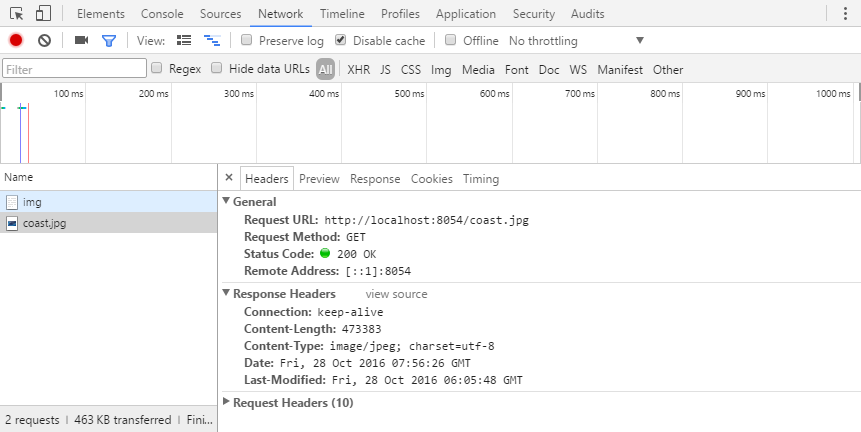 Elements Console Sources Network Timeline Profiles Application Security Audits
View: Preserve log Disable cache Offline No throttling
Filter Regex Hide data URLs All XHR JS CSS Img Media Font Doc WS Manifest Other
100 ms 200 ms 300 ms 400 ms 500 ms 600 ms 700 ms 800 ms 900 ms 1000 ms
Name
img
coast.jpg
2 requests | 463 KB transferred | Fini...
× Headers Preview Response Cookies Timing
General
Request URL: http://localhost:8054/coast.jpg
Request Method: GET
Status Code: 200 OK
Remote Address: [::1]:8054
Response Headers view source
Connection: keep-alive
Content-Length: 473383
Content-Type: image/jpeg; charset=utf-8
Date: Fri, 28 Oct 2016 07:56:26 GMT
Last-Modified: Fri, 28 Oct 2016 06:05:48 GMT
Request Headers (10)